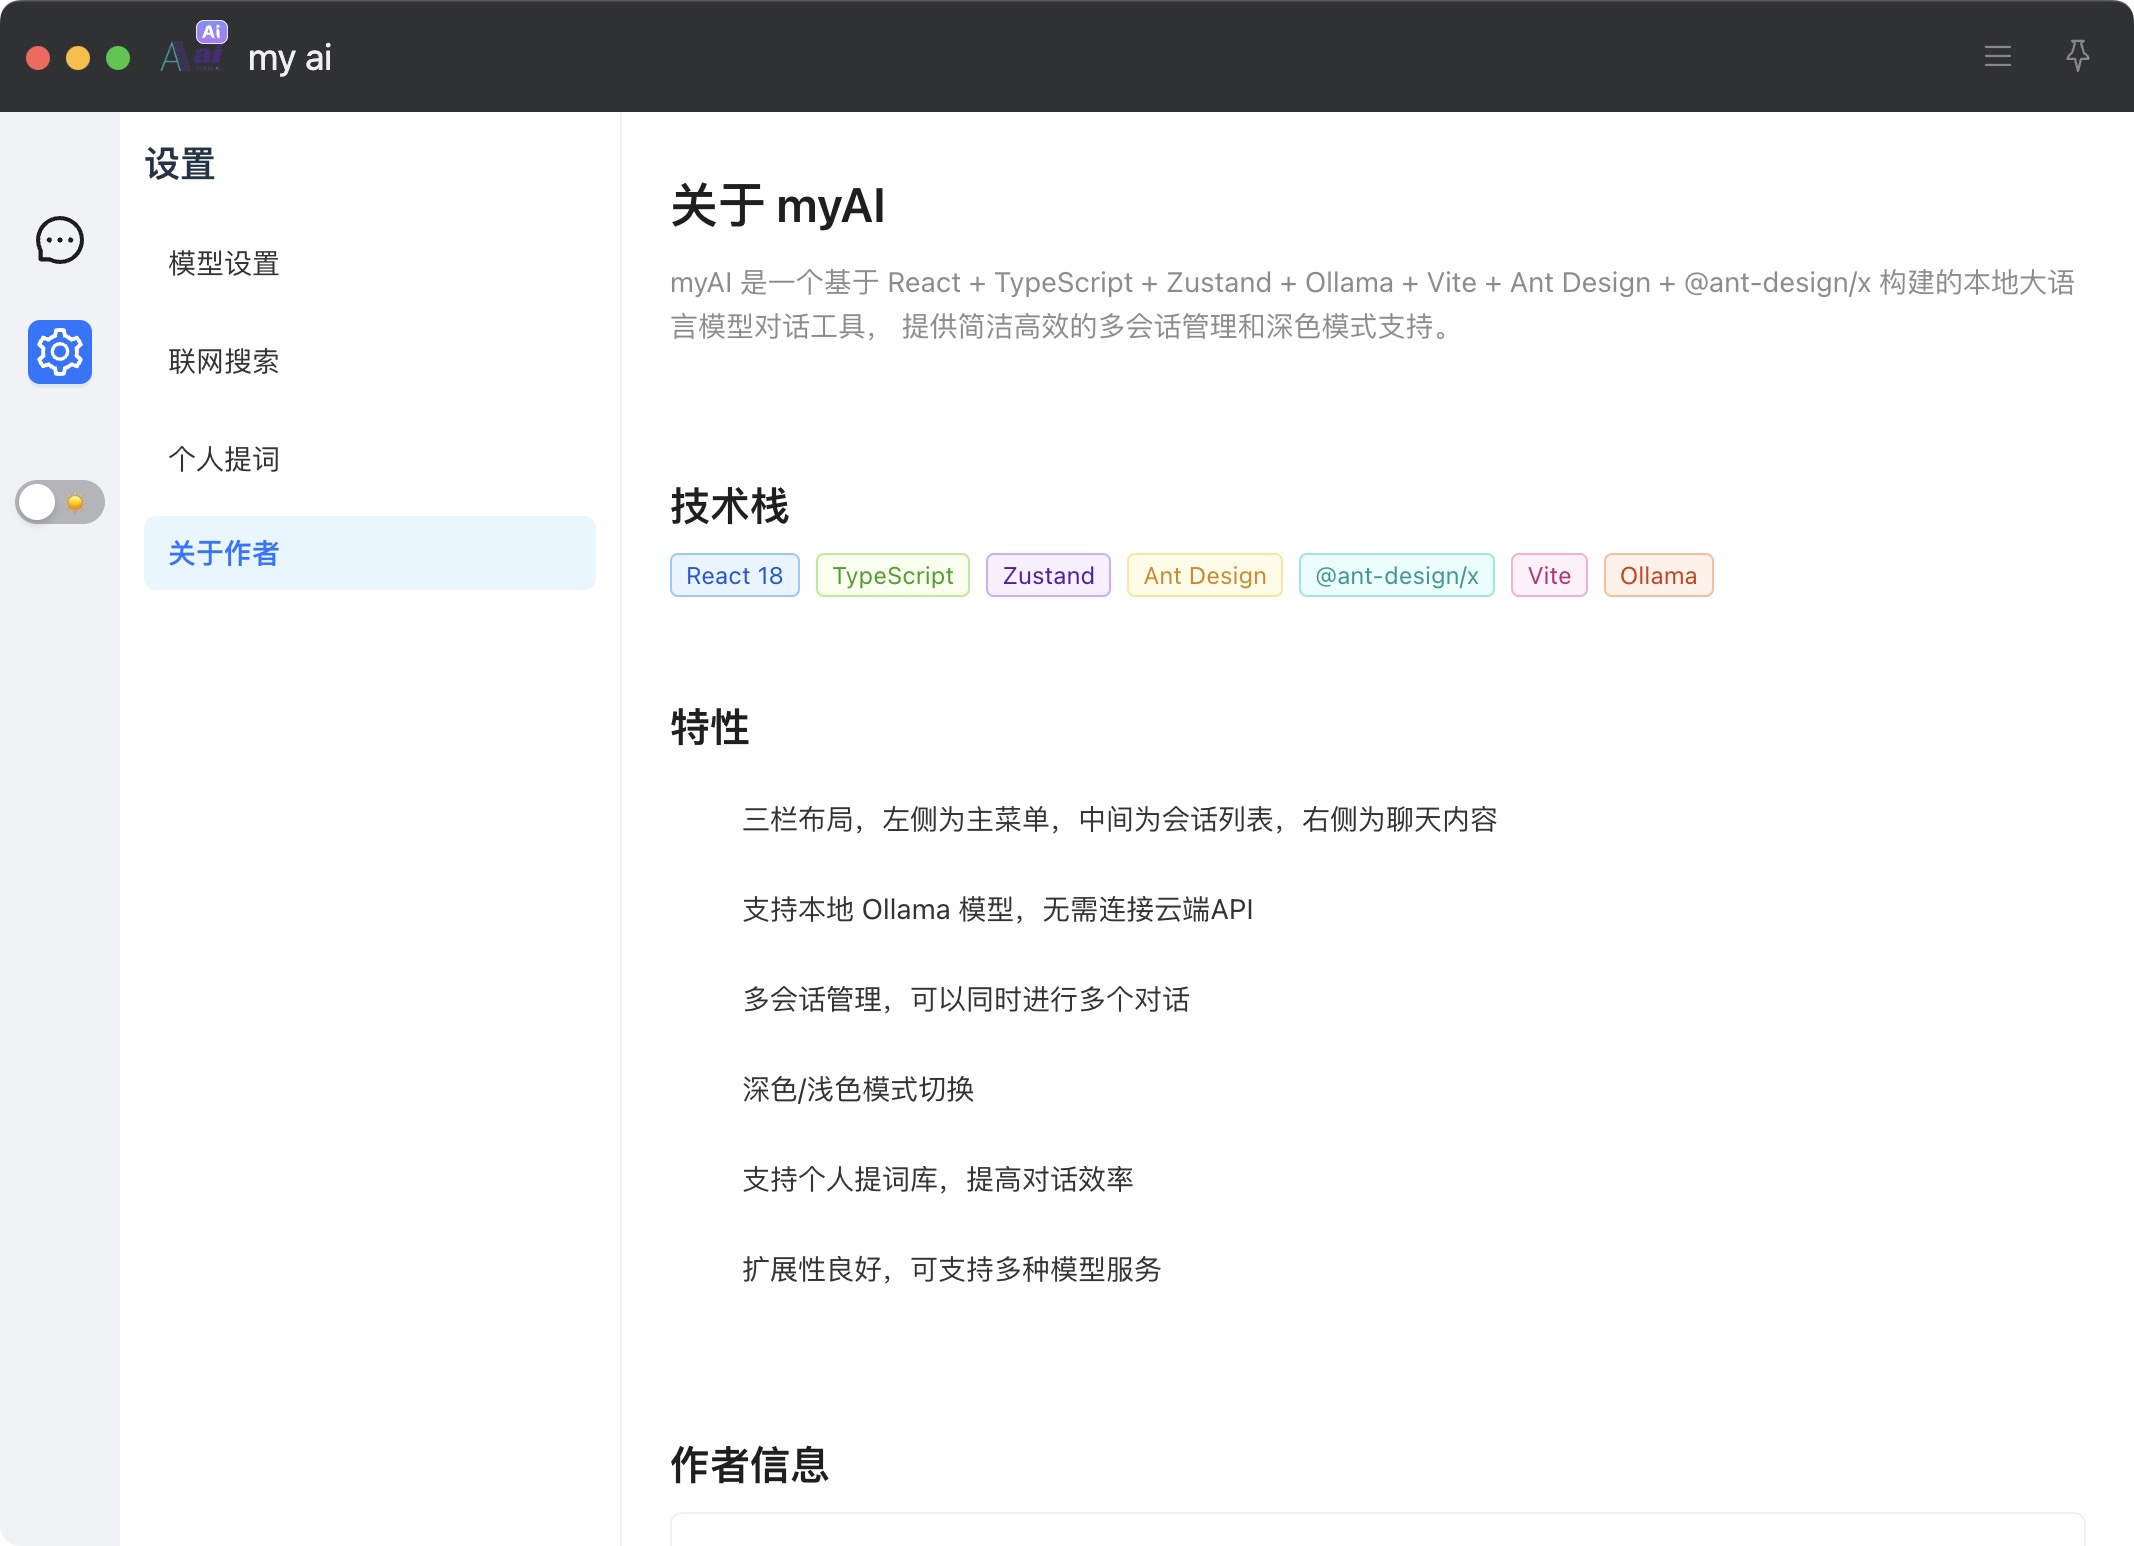 Ai
my ai
设置
模型设置
联网搜索
个人提词
关于作者
关于 myAI
myAI 是一个基于 React + TypeScript + Zustand + Ollama + Vite + Ant Design + @ant-design/x 构建的本地大语
言模型对话工具， 提供简洁高效的多会话管理和深色模式支持。
技术栈
React 18 TypeScript Zustand Ant Design @ant-design/x Vite Ollama
特性
三栏布局，左侧为主菜单，中间为会话列表，右侧为聊天内容
支持本地 Ollama 模型，无需连接云端API
多会话管理，可以同时进行多个对话
深色/浅色模式切换
支持个人提词库，提高对话效率
扩展性良好，可支持多种模型服务
作者信息